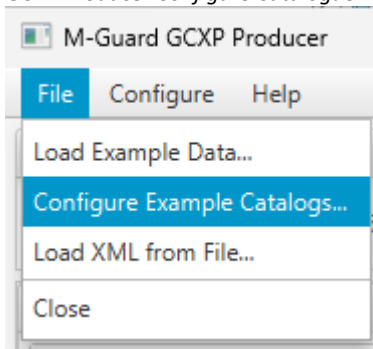 M-Guard GCXP Producer
File Configure Help
Load Example Data...
Configure Example Catalogs...
Load XML from File...
Close